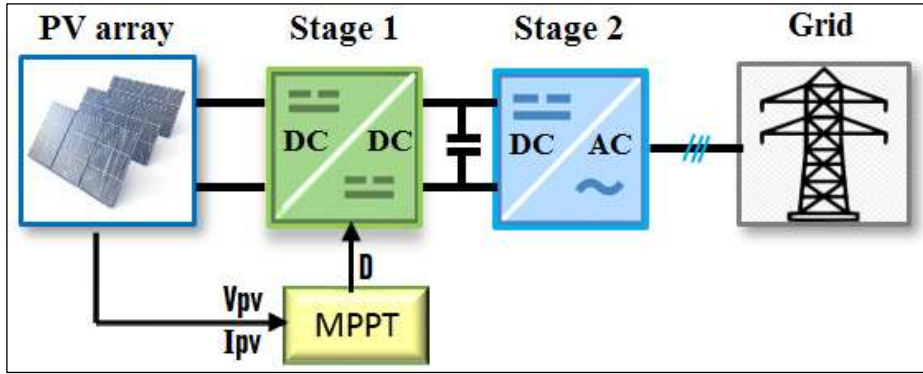 PV array
Stage 1
Stage 2
Grid
DC
DC
DC
AC
D
Vpv
Ipv
MPPT